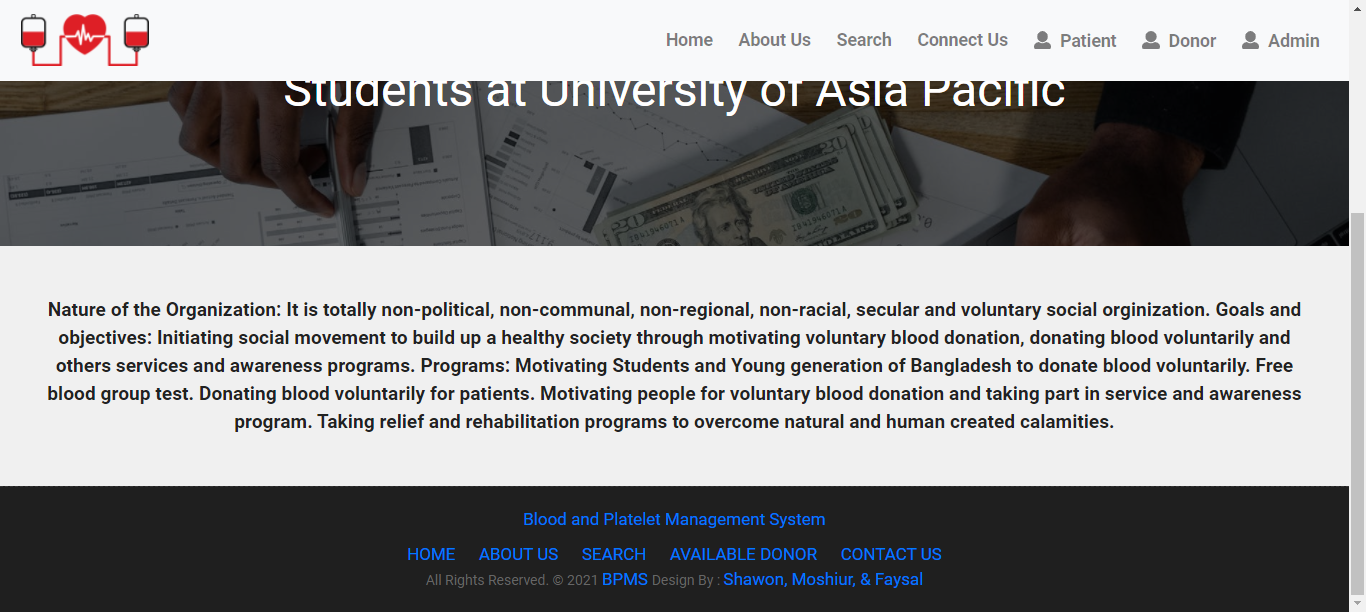 Home About Us Search Connect Us Patient Donor Admin
Students at University of Asia Pacific
Nature of the Organization: It is totally non-political, non-communal, non-regional, non-racial, secular and voluntary social orginization. Goals and
objectives: Initiating social movement to build up a healthy society through motivating voluntary blood donation, donating blood voluntarily and
others services and awareness programs. Programs: Motivating Students and Young generation of Bangladesh to donate blood voluntarily. Free
blood group test. Donating blood voluntarily for patients. Motivating people for voluntary blood donation and taking part in service and awareness
program. Taking relief and rehabilitation programs to overcome natural and human created calamities.
Blood and Platelet Management System
HOME ABOUT US SEARCH AVAILABLE DONOR CONTACT US
All Rights Reserved. © 2021 BPMS Design By : Shawon, Moshiur, & Faysal